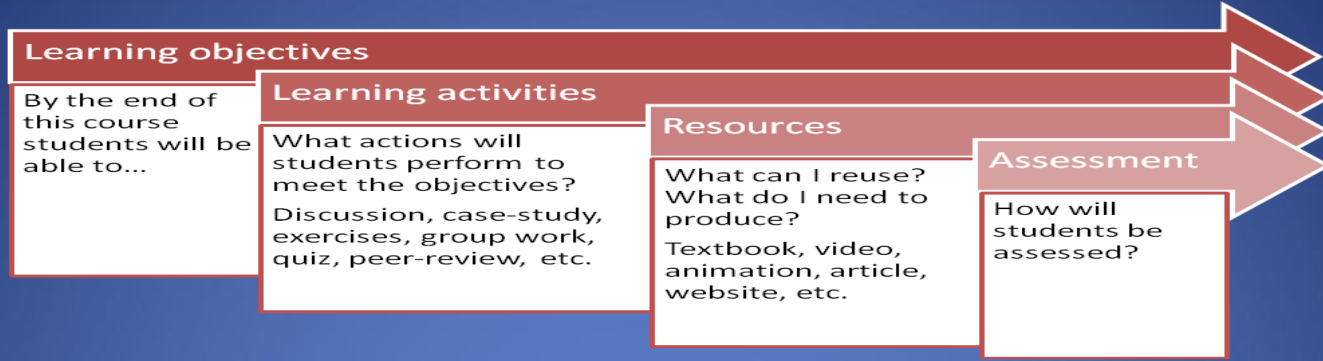 Learning objectives
By the end of
this course
students will be
able to...
Learning activities
What actions will
students perform to
meet the objectives?
Discussion, case-study,
exercises, group work,
quiz, peer-review, etc.
Resources
What can I reuse?
What do I need to
produce?
Textbook, video,
animation, article,
website, etc.
Assessment
How will
students be
assessed?